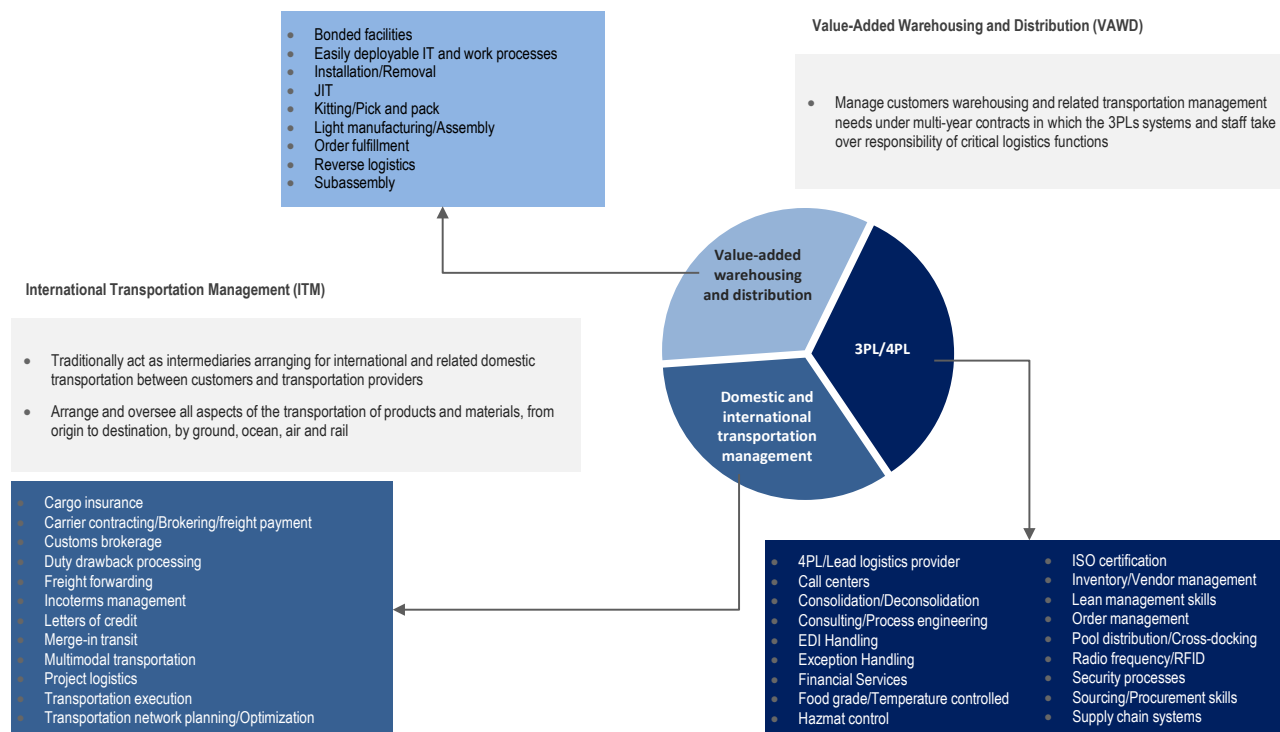 Value-Added Warehousing and Distribution (VAWD)
Bonded facilities
Easily deployable IT and work processes
Installation/Removal
JIT
Kitting/Pick and pack
Light manufacturing/Assembly
Order fulfillment
Reverse logistics
Subassembly
Manage customers warehousing and related transportation management
needs under multi-year contracts in which the 3PLs systems and staff take
over responsibility of critical logistics functions
Value-added
warehousing
and distribution
3PL/4PL
Domestic and
international
transportation
management
International Transportation Management (ITM)
Traditionally act as intermediaries arranging for international and related domestic
transportation between customers and transportation providers
Arrange and oversee all aspects of the transportation of products and materials, from
origin to destination, by ground, ocean, air and rail
Cargo insurance
Carrier contracting/Brokering/freight payment
Customs brokerage
Duty drawback processing
Freight forwarding
Incoterms management
Letters of credit
Merge-in transit
Multimodal transportation
Project logistics
Transportation execution
Transportation network planning/Optimization
4PL/Lead logistics provider
Call centers
Consolidation/Deconsolidation
Consulting/Process engineering
EDI Handling
Exception Handling
Financial Services
Food grade/Temperature controlled
Hazmat control
ISO certification
Inventory/Vendor management
Lean management skills
Order management
Pool distribution/Cross-docking
Radio frequency/RFID
Security processes
Sourcing/Procurement skills
Supply chain systems